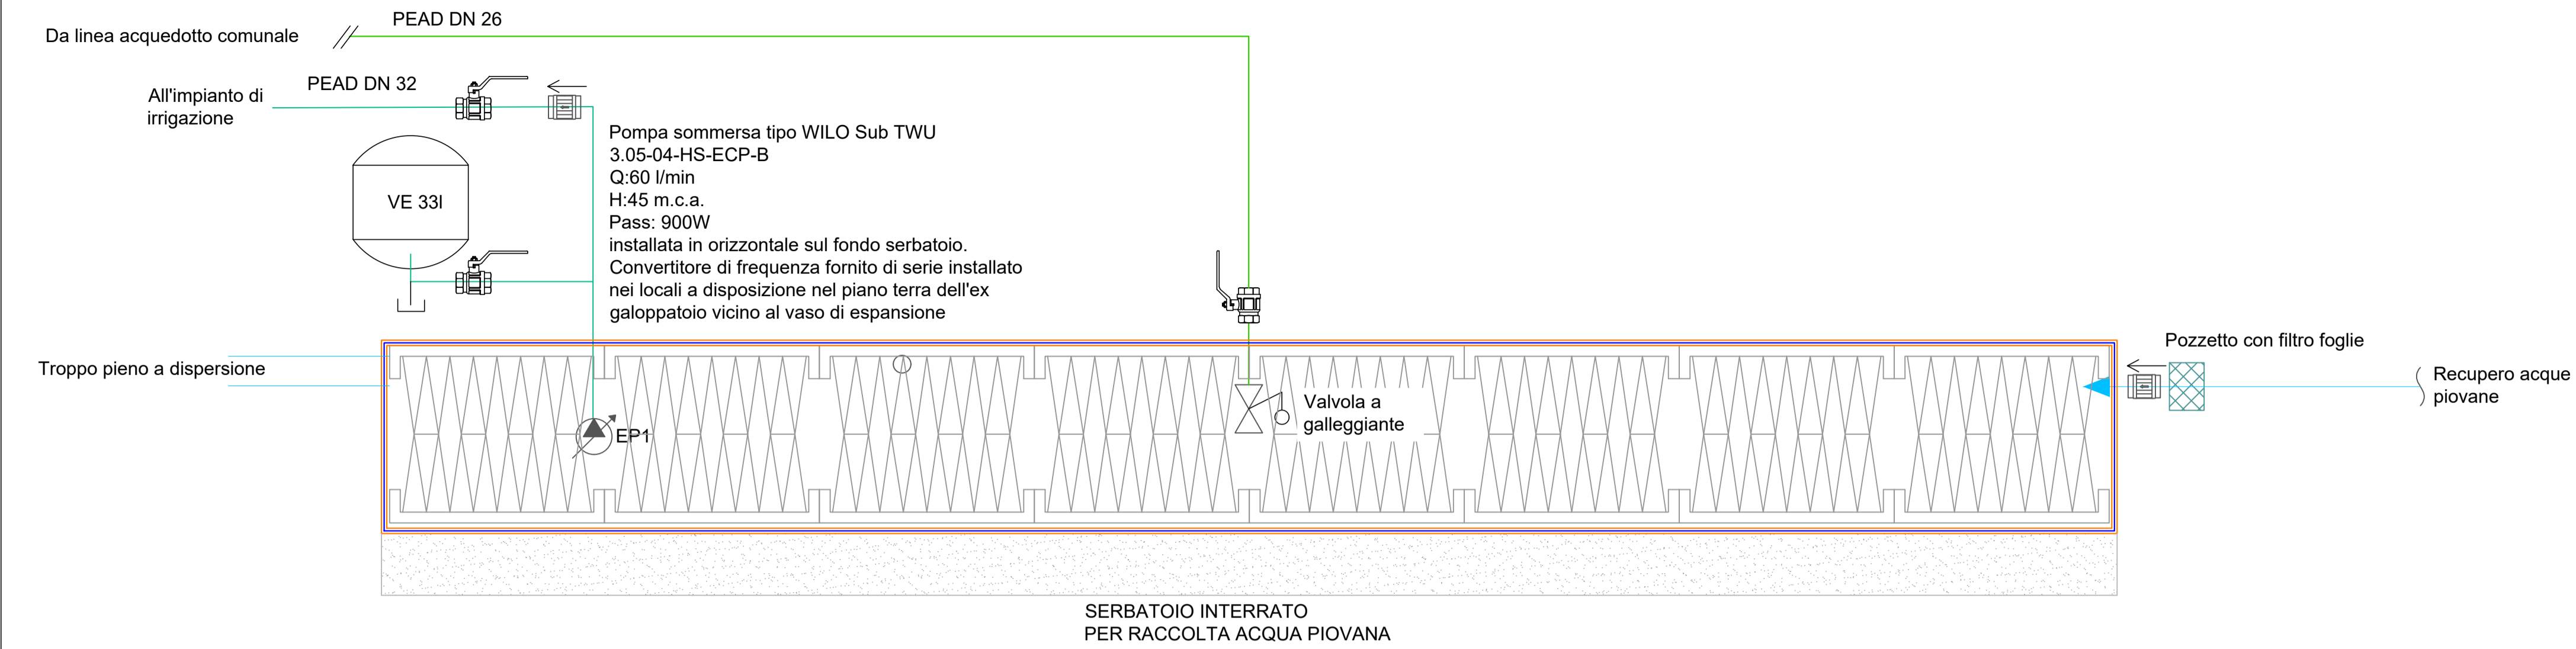 PEAD DN 26
Da linea acquedotto comunale
PEAD DN 32
All'impianto di
irrigazione
VE 33l
Pompa sommersa tipo WILO Sub TWU
3.05-04-HS-ECP-B
Q:60 l/min
H:45 m.c.a.
Pass: 900W
installata in orizzontale sul fondo serbatoio.
Convertitore di frequenza fornito di serie installato
nei locali a disposizione nel piano terra dell'ex
galoppatoio vicino al vaso di espansione
Troppo pieno a dispersione
EP1
Valvola a
galleggiante
Pozzetto con filtro foglie
Recupero acque
piovane
SERBATOIO INTERRATO
PER RACCOLTA ACQUA PIOVANA